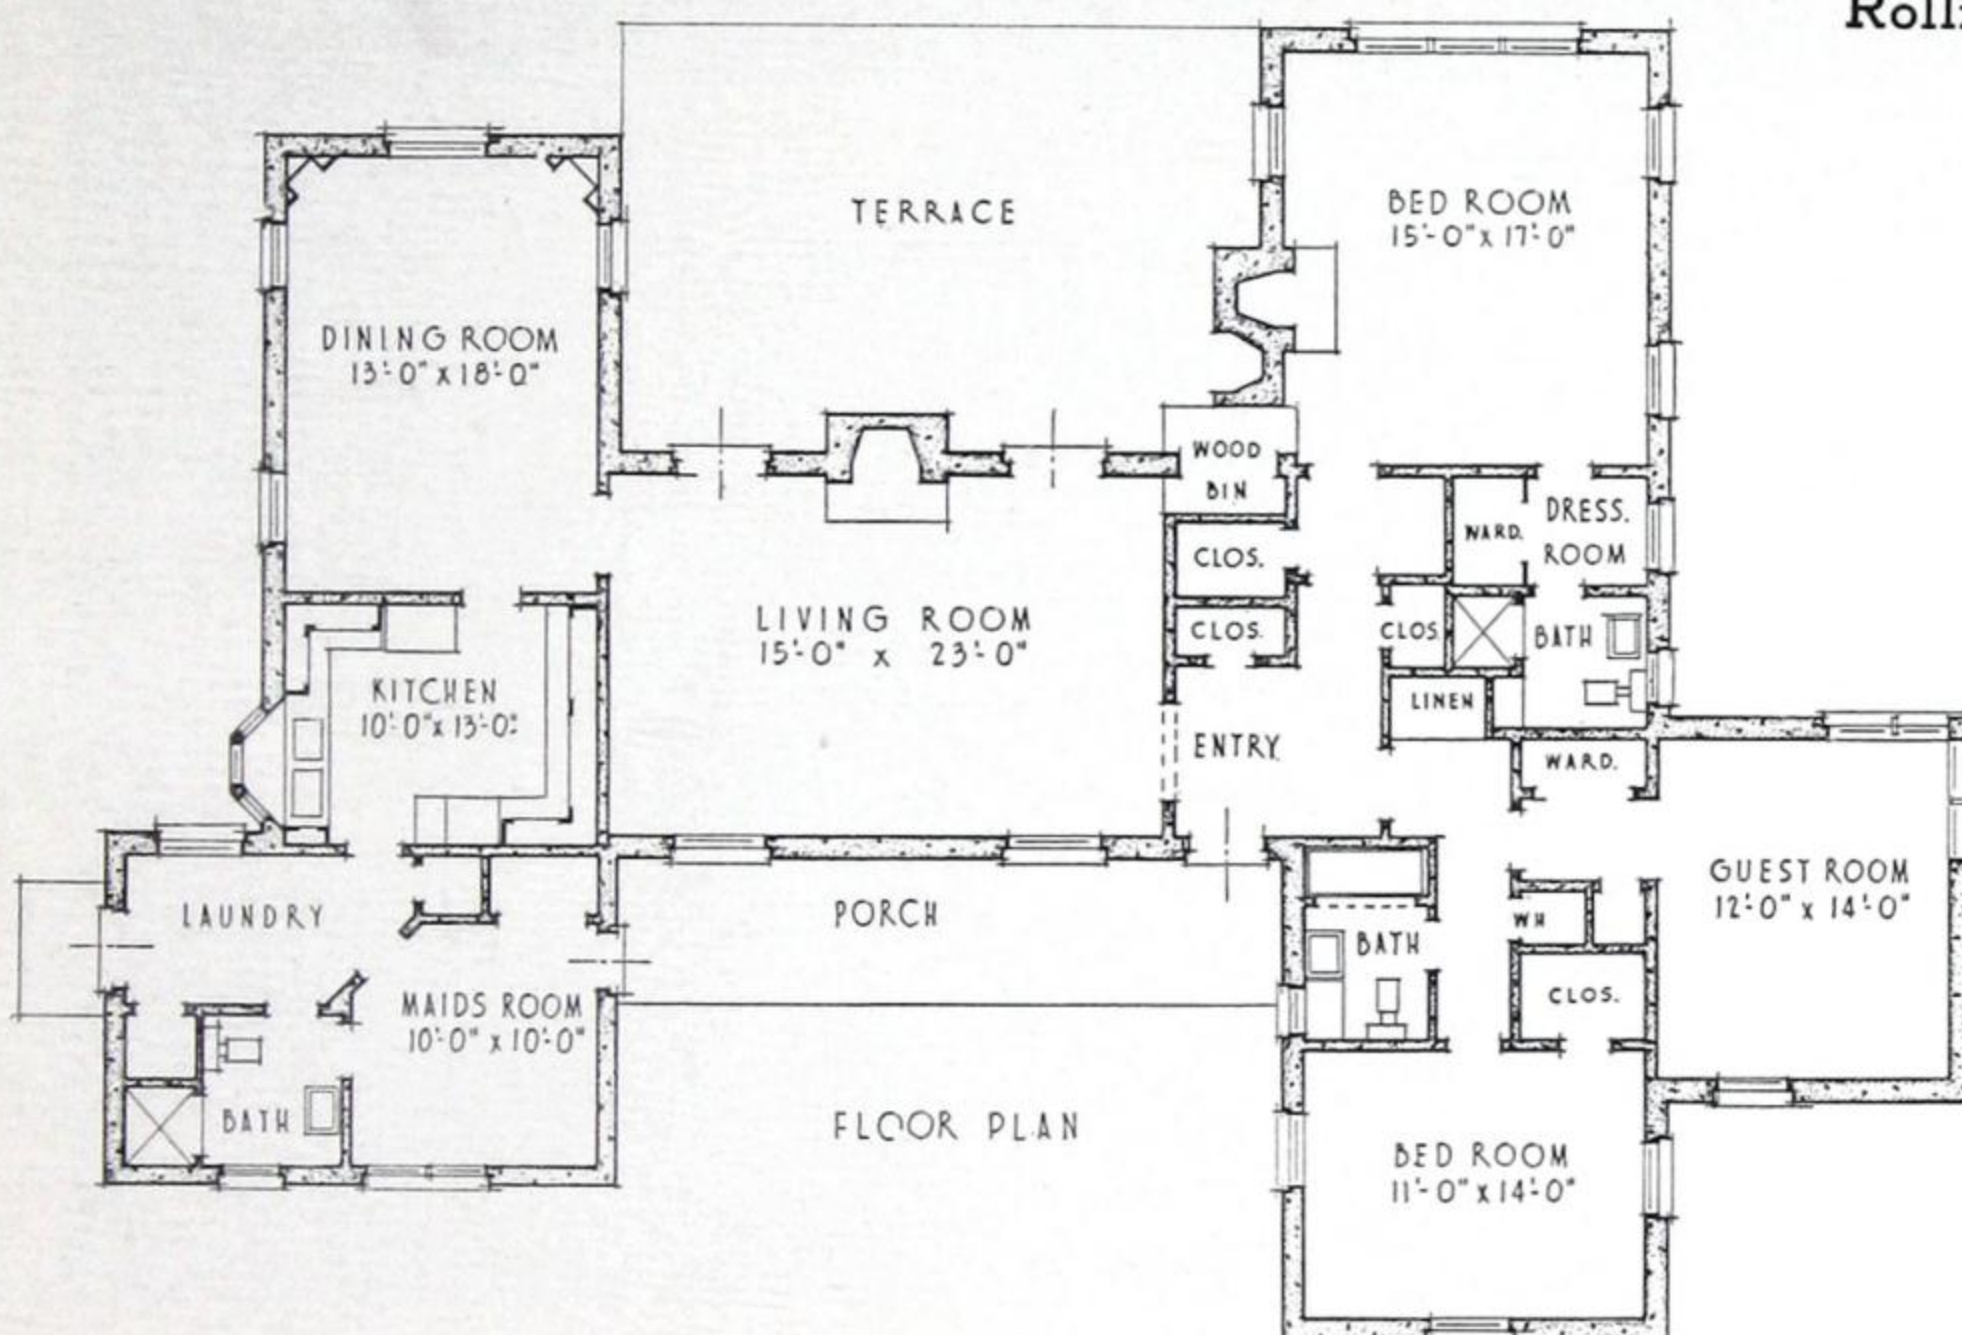 TERRACE
BED ROOM
15'-0" x 17'-0"
DINING ROOM
13'-0" x 18'-0"
WOOD
BIN
WARD.
DRESS.
ROOM
CLOS.
LIVING ROOM
15'-0" x 23'-0"
CLOS.
CLOS.
BATH
KITCHEN
10'-0" x 13'-0"
LINEN
ENTRY
WARD.
GUEST ROOM
12'-0" x 14'-0"
LAUNDRY
PORCH
WH
BATH
MAIDS ROOM
10'-0" x 10'-0"
CLOS.
BATH
FLOOR PLAN
BED ROOM
11'-0" x 14'-0"